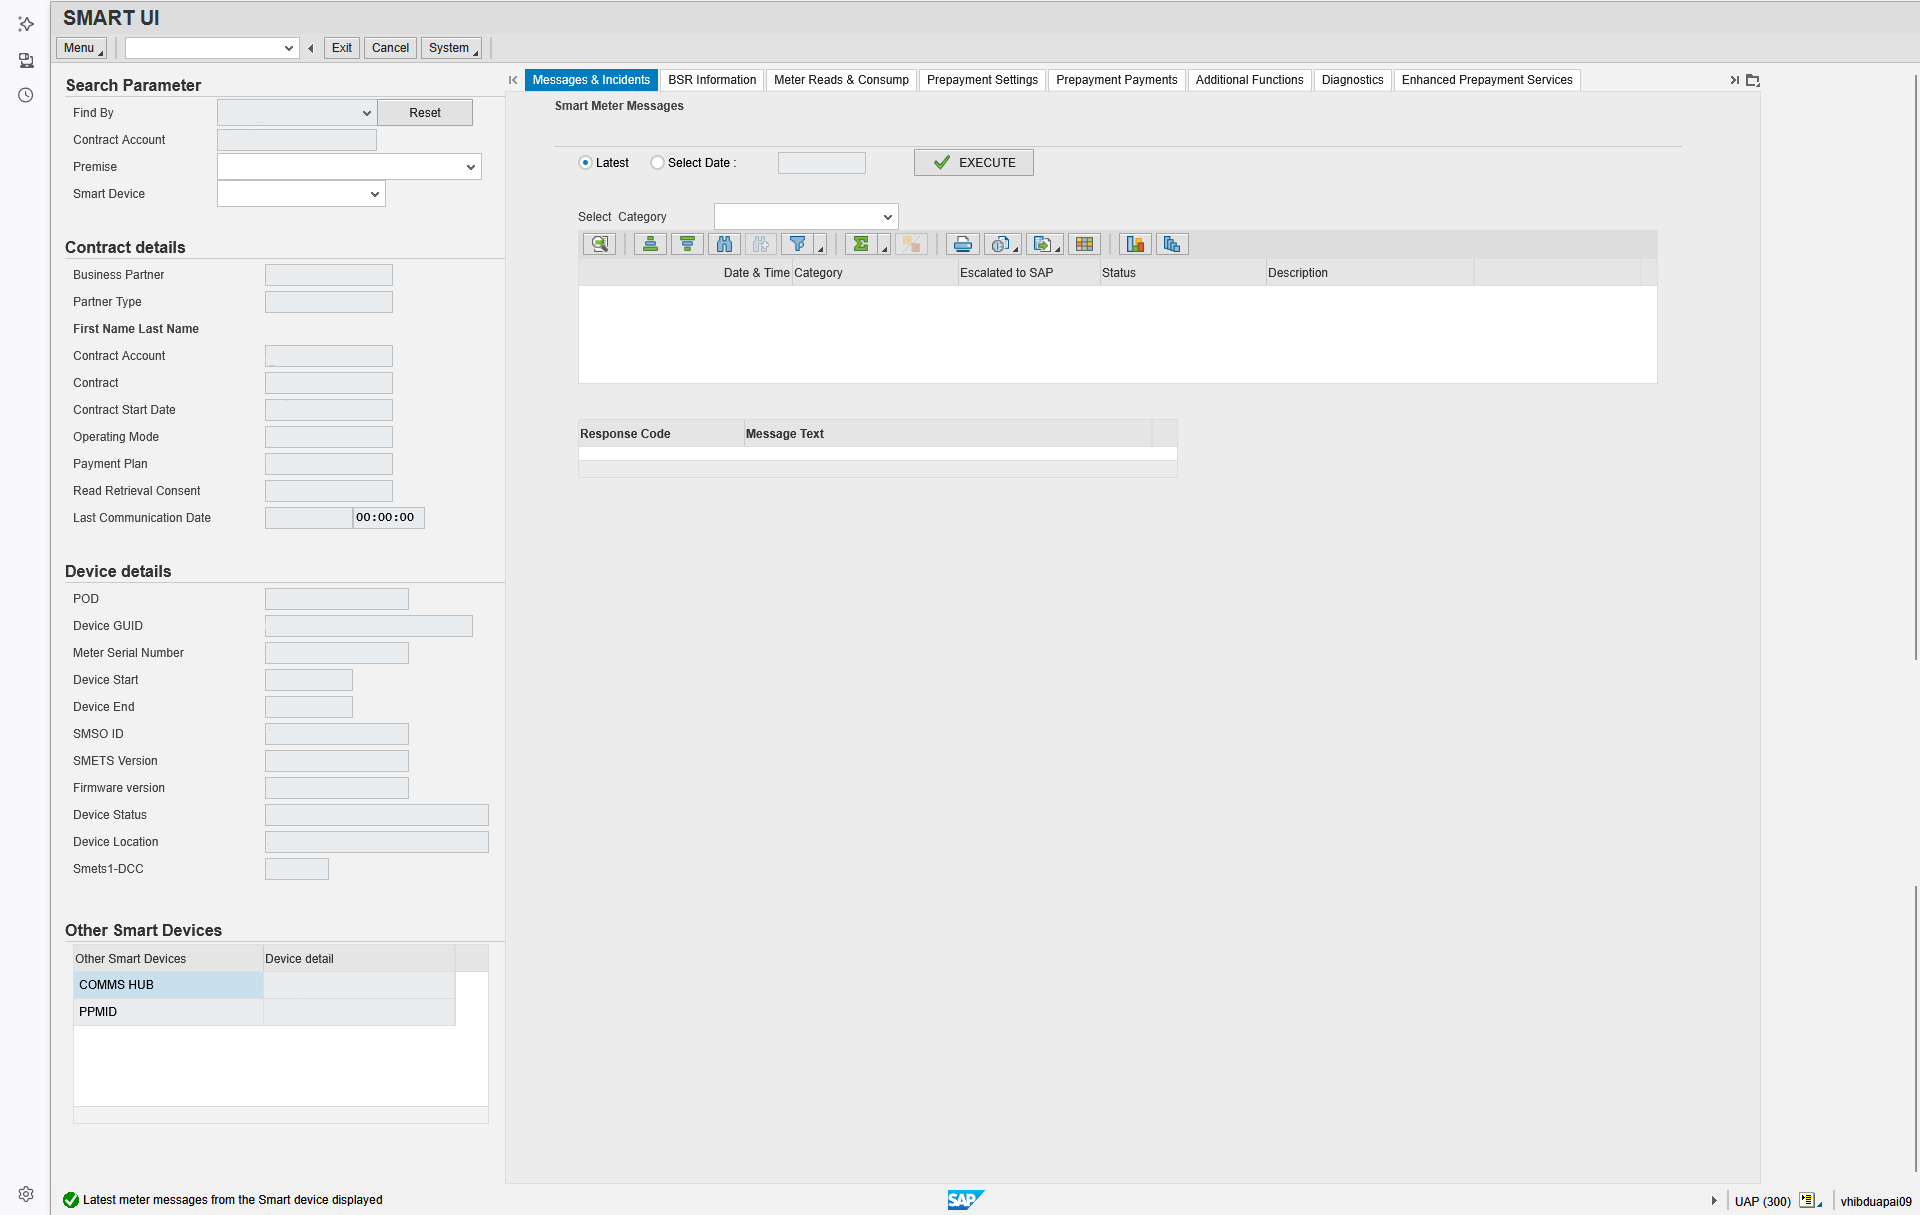 SMART UI
Menu Exit Cancel System
Search Parameter
Find By Reset
Contract Account
Premise
Smart Device
Contract details
Business Partner
Partner Type
First Name Last Name
Contract Account
Contract
Contract Start Date
Operating Mode
Payment Plan
Read Retrieval Consent
Last Communication Date 00:00:00
Device details
POD
Device GUID
Meter Serial Number
Device Start
Device End
SMSO ID
SMETS Version
Firmware version
Device Status
Device Location
Smets1-DCC
Other Smart Devices
Other Smart Devices Device detail
COMMS HUB
PPMID
Messages & Incidents BSR Information Meter Reads & Consump Prepayment Settings Prepayment Payments Additional Functions Diagnostics Enhanced Prepayment Services
Smart Meter Messages
Latest Select Date : EXECUTE
Select Category
Date & Time Category Escalated to SAP Status Description
Response Code Message Text
Latest meter messages from the Smart device displayed
SAP
UAP (300) vhibduapai09